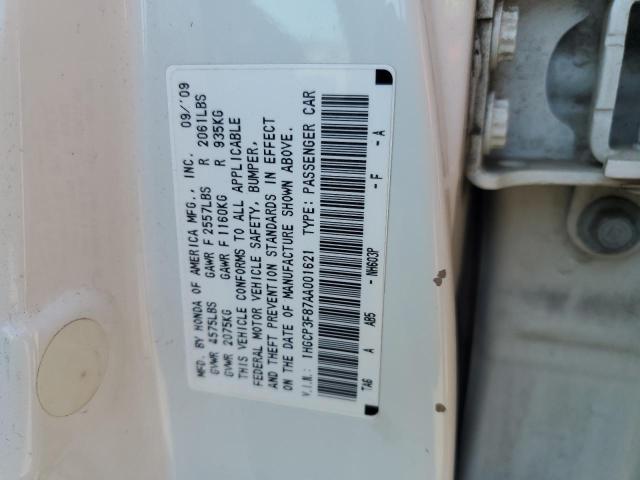 MFD. BY HONDA OF AMERICA MFG., INC. 09/'09
GVWR 4575LBS GAWR F 2557LBS R 2061LBS
GVWR 2075KG GAWR F 1160KG R 935KG
THIS VEHICLE CONFORMS TO ALL APPLICABLE
FEDERAL MOTOR VEHICLE SAFETY, BUMPER,
AND THEFT PREVENTION STANDARDS IN EFFECT
ON THE DATE OF MANUFACTURE SHOWN ABOVE.
V.I.N.: 1HGCP3F87AA001621 TYPE: PASSENGER CAR
TA6 A AB5 - NH603P - F - A